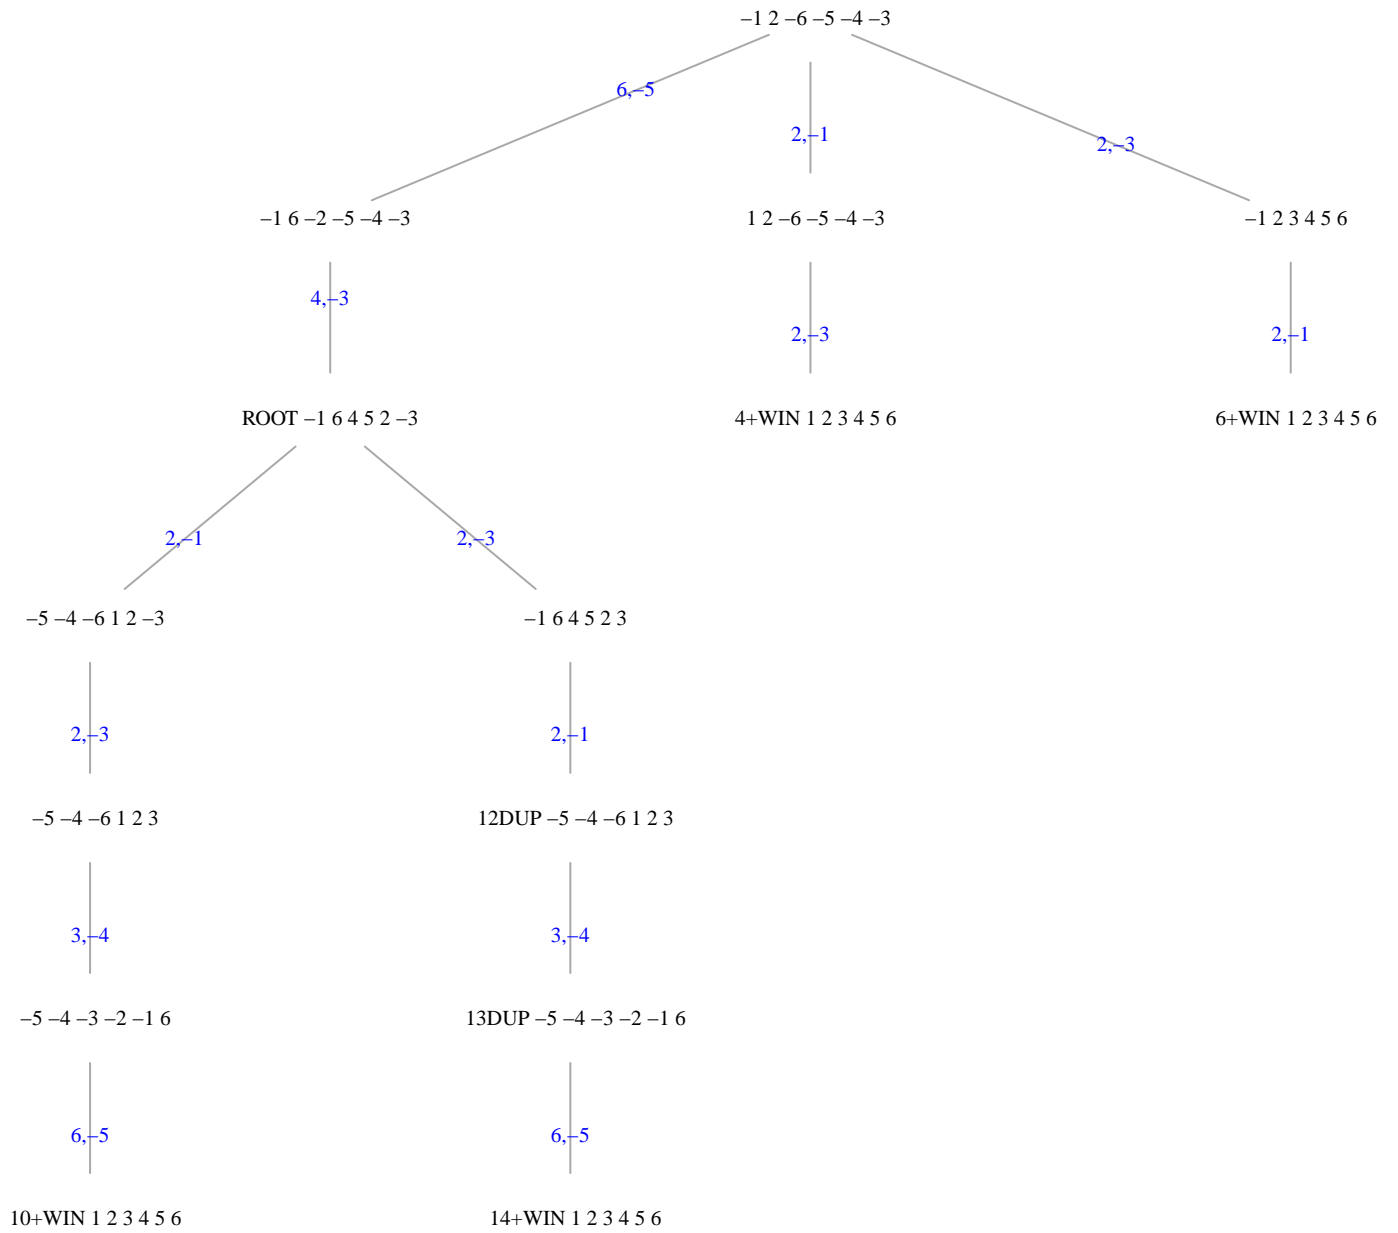 –1 2 –6 –5 –4 –3
6,–5
2,–1
2,–3
–1 6 –2 –5 –4 –3
1 2 –6 –5 –4 –3
–1 2 3 4 5 6
4,–3
2,–3
2,–1
ROOT –1 6 4 5 2 –3
4+WIN 1 2 3 4 5 6
6+WIN 1 2 3 4 5 6
2,–1
2,–3
–5 –4 –6 1 2 –3
–1 6 4 5 2 3
2,–3
2,–1
–5 –4 –6 1 2 3
12DUP –5 –4 –6 1 2 3
3,–4
3,–4
–5 –4 –3 –2 –1 6
13DUP –5 –4 –3 –2 –1 6
6,–5
6,–5
10+WIN 1 2 3 4 5 6
14+WIN 1 2 3 4 5 6